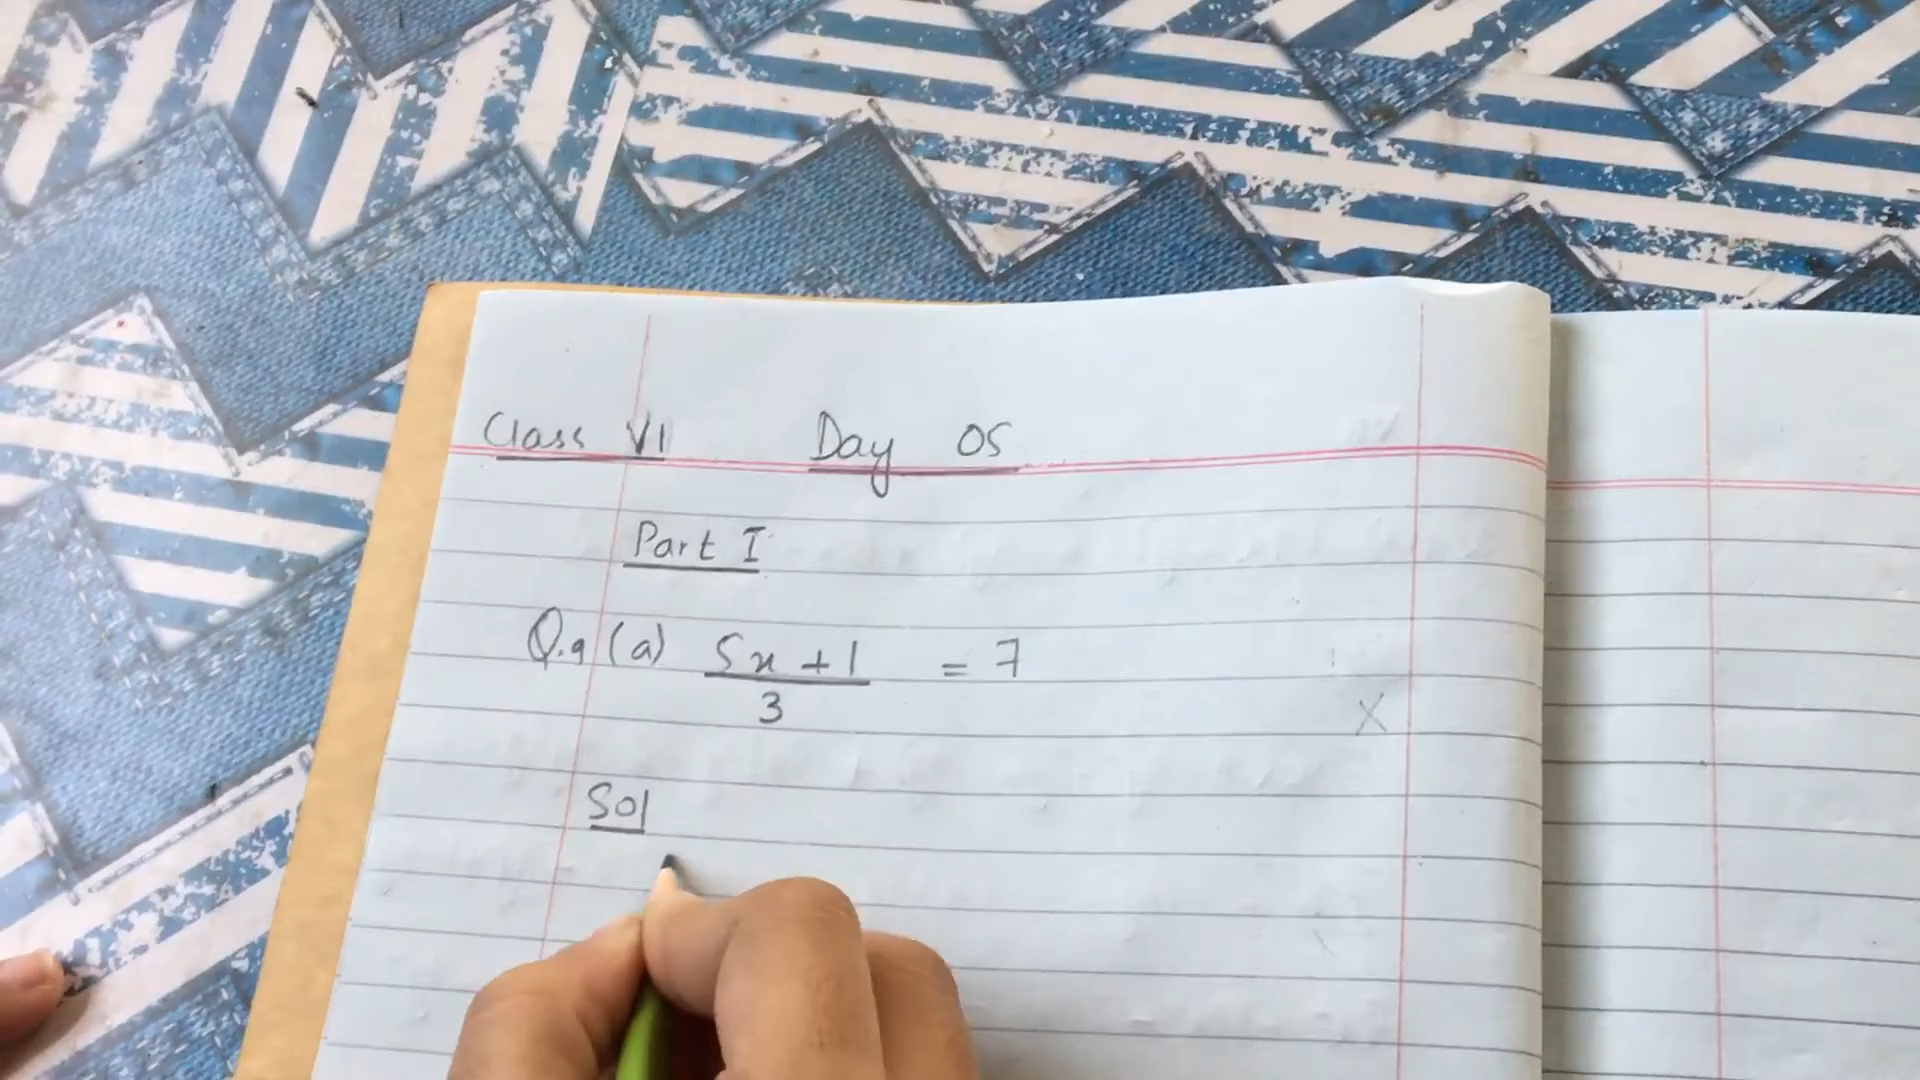 Class VI Day 05
Part I
Q.9 (a) 5x + 1 = 7
3
X
Sol